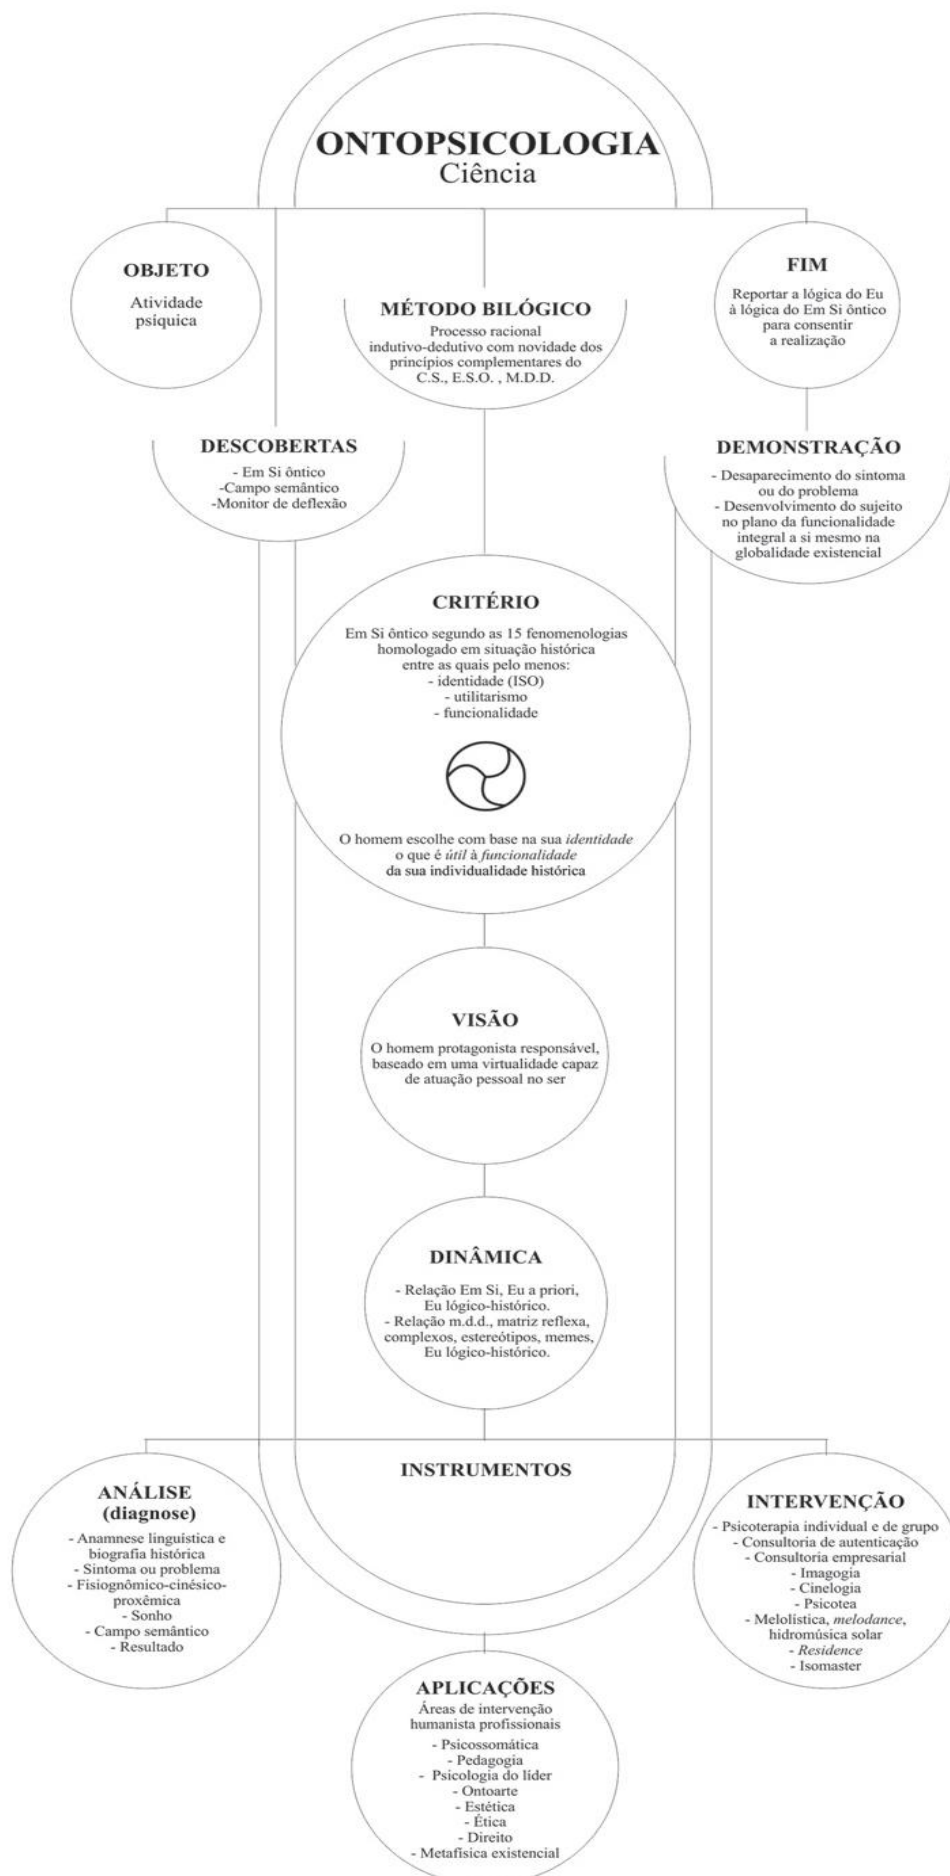 ONTOPSICOLOGIA
Ciência
OBJETO
Atividade
psíquica
DESCOBERTAS
- Em Si ôntico
-Campo semântico
-Monitor de deflexão
MÉTODO BILÓGICO
Processo racional
indutivo-dedutivo com novidade dos
princípios complementares do
C.S., E.S.O. , M.D.D.
FIM
Reportar a lógica do Eu
à lógica do Em Si ôntico
para consentir
a realização
DEMONSTRAÇÃO
- Desaparecimento do sintoma
ou do problema
- Desenvolvimento do sujeito
no plano da funcionalidade
integral a si mesmo na
globalidade existencial
CRITÉRIO
Em Si ôntico segundo as 15 fenomenologias
homologado em situação histórica
entre as quais pelo menos:
- identidade (ISO)
- utilitarismo
- funcionalidade
O homem escolhe com base na sua identidade
o que é útil à funcionalidade
da sua individualidade histórica
VISÃO
O homem protagonista responsável,
baseado em uma virtualidade capaz
de atuação pessoal no ser
DINÂMICA
- Relação Em Si, Eu a priori,
Eu lógico-histórico.
- Relação m.d.d., matriz reflexa,
complexos, estereótipos, memes,
Eu lógico-histórico.
INSTRUMENTOS
ANÁLISE
(diagnose)
- Anamnese linguística e
biografia histórica
- Sintoma ou problema
- Fisiognômico-cinésico-
proxêmica
- Sonho
- Campo semântico
- Resultado
INTERVENÇÃO
- Psicoterapia individual e de grupo
- Consultoria de autenticação
- Consultoria empresarial
- Imagogia
- Cinelogia
- Psicotea
- Melolística, melodance,
hidromúsica solar
- Residence
- Isomaster
APLICAÇÕES
Áreas de intervenção
humanista profissionais
- Psicossomática
- Pedagogia
- Psicologia do líder
- Ontoarte
- Estética
- Ética
- Direito
- Metafísica existencial